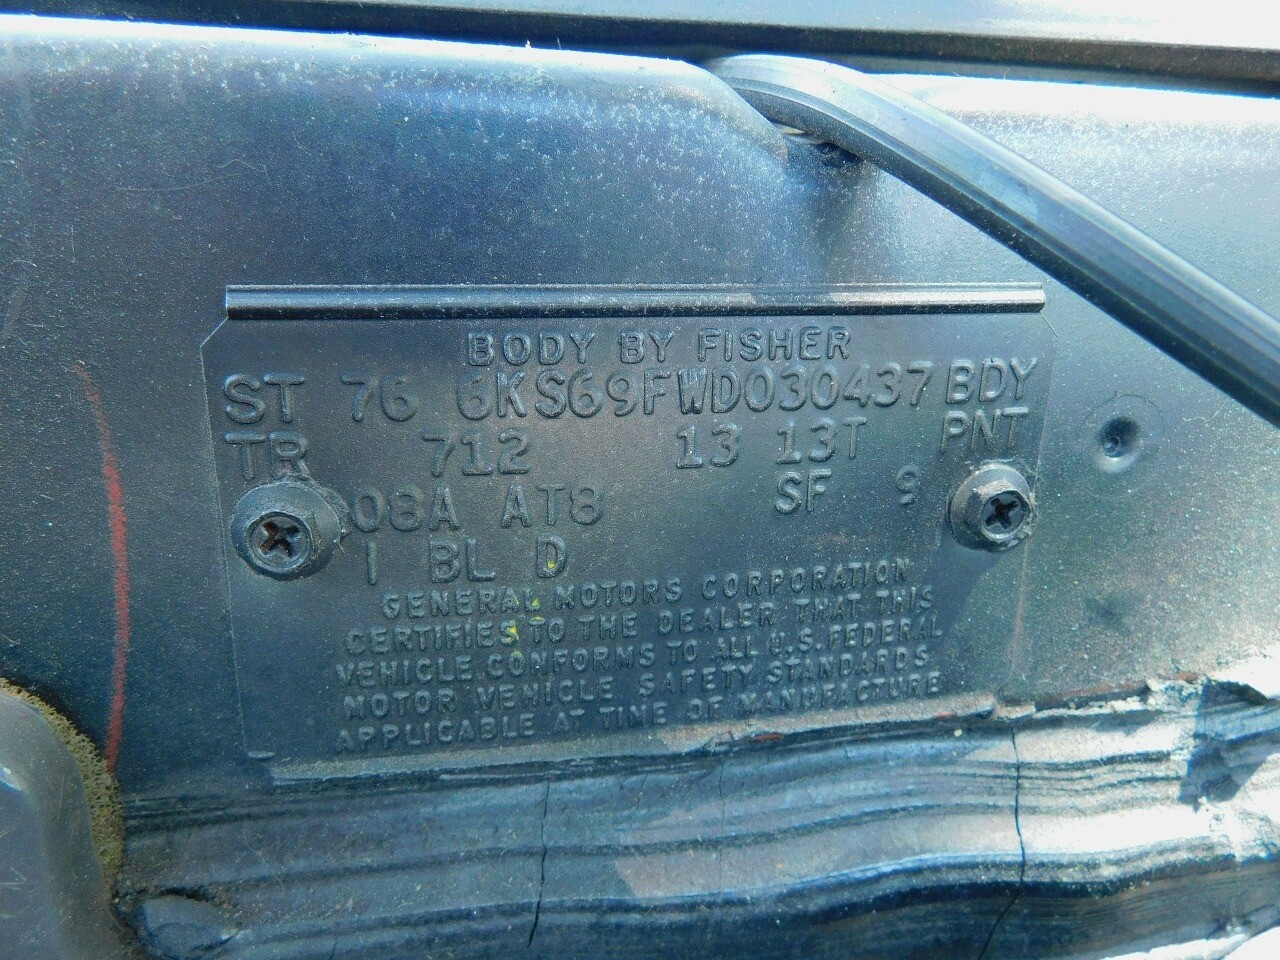 BODY BY FISHER
ST 76 6KS69FWD030437 BDY
TR 712 13 13T PNT
08A AT8 SF 9
1 BL D
GENERAL MOTORS CORPORATION
CERTIFIES TO THE DEALER THAT THIS
VEHICLE CONFORMS TO ALL U.S. FEDERAL
MOTOR VEHICLE SAFETY STANDARDS
APPLICABLE AT TIME OF MANUFACTURE